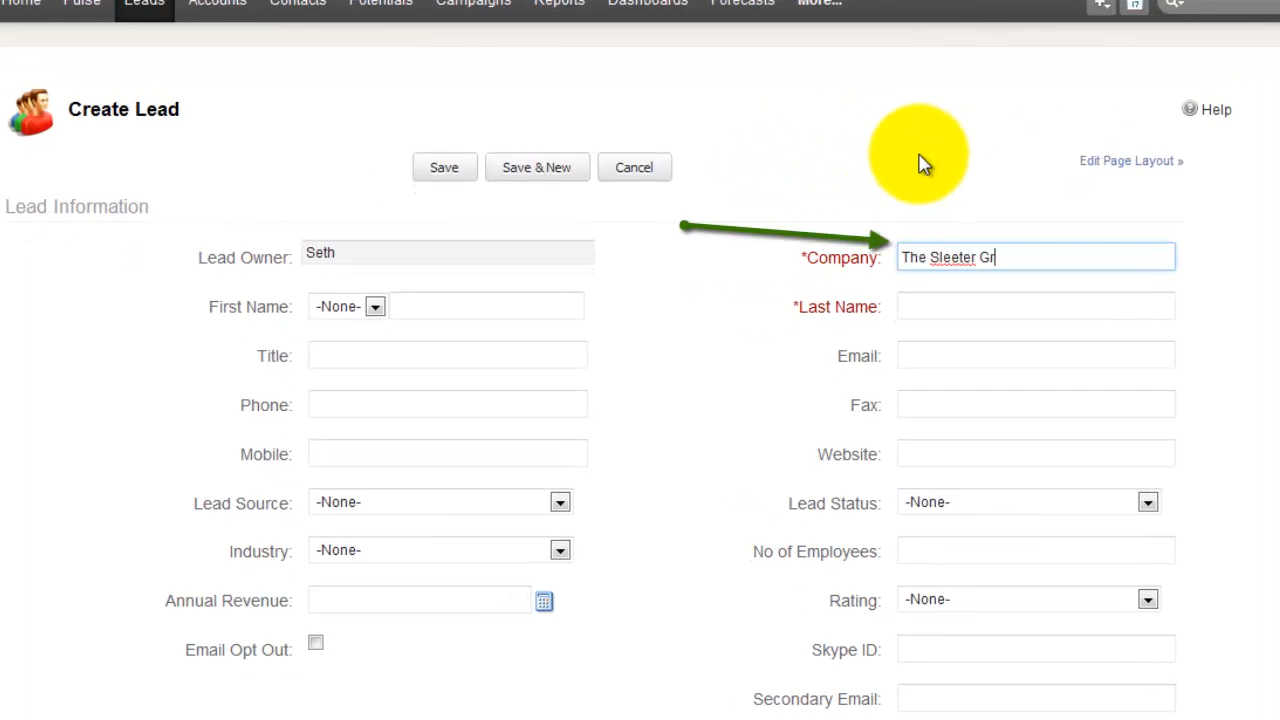 Home Pulse Leads Accounts Contacts Potentials Campaigns Reports Dashboards Forecasts More...
17
Create Lead
Help
Save Save & New Cancel
Edit Page Layout »
Lead Information
Lead Owner: Seth
*Company: The Sleeter Gr
First Name: -None-
*Last Name:
Title:
Email:
Phone:
Fax:
Mobile:
Website:
Lead Source: -None-
Lead Status: -None-
Industry: -None-
No of Employees:
Annual Revenue:
Rating: -None-
Email Opt Out:
Skype ID:
Secondary Email: